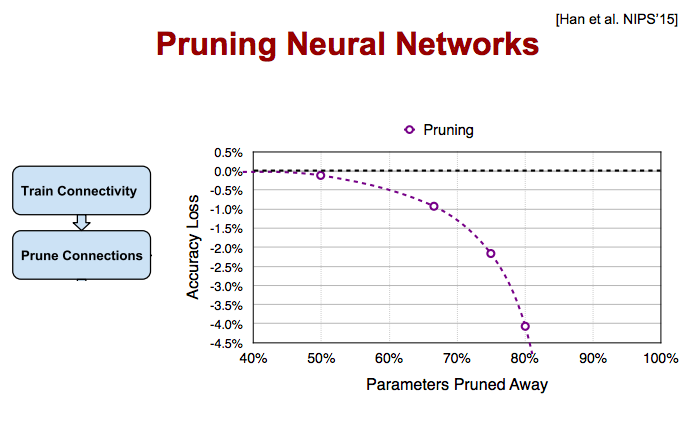 [Han et al. NIPS'15]
Pruning Neural Networks
Pruning
Train Connectivity
Prune Connections
Accuracy Loss
0.5%
0.0%
-0.5%
-1.0%
-1.5%
-2.0%
-2.5%
-3.0%
-3.5%
-4.0%
-4.5%
40% 50% 60% 70% 80% 90% 100%
Parameters Pruned Away